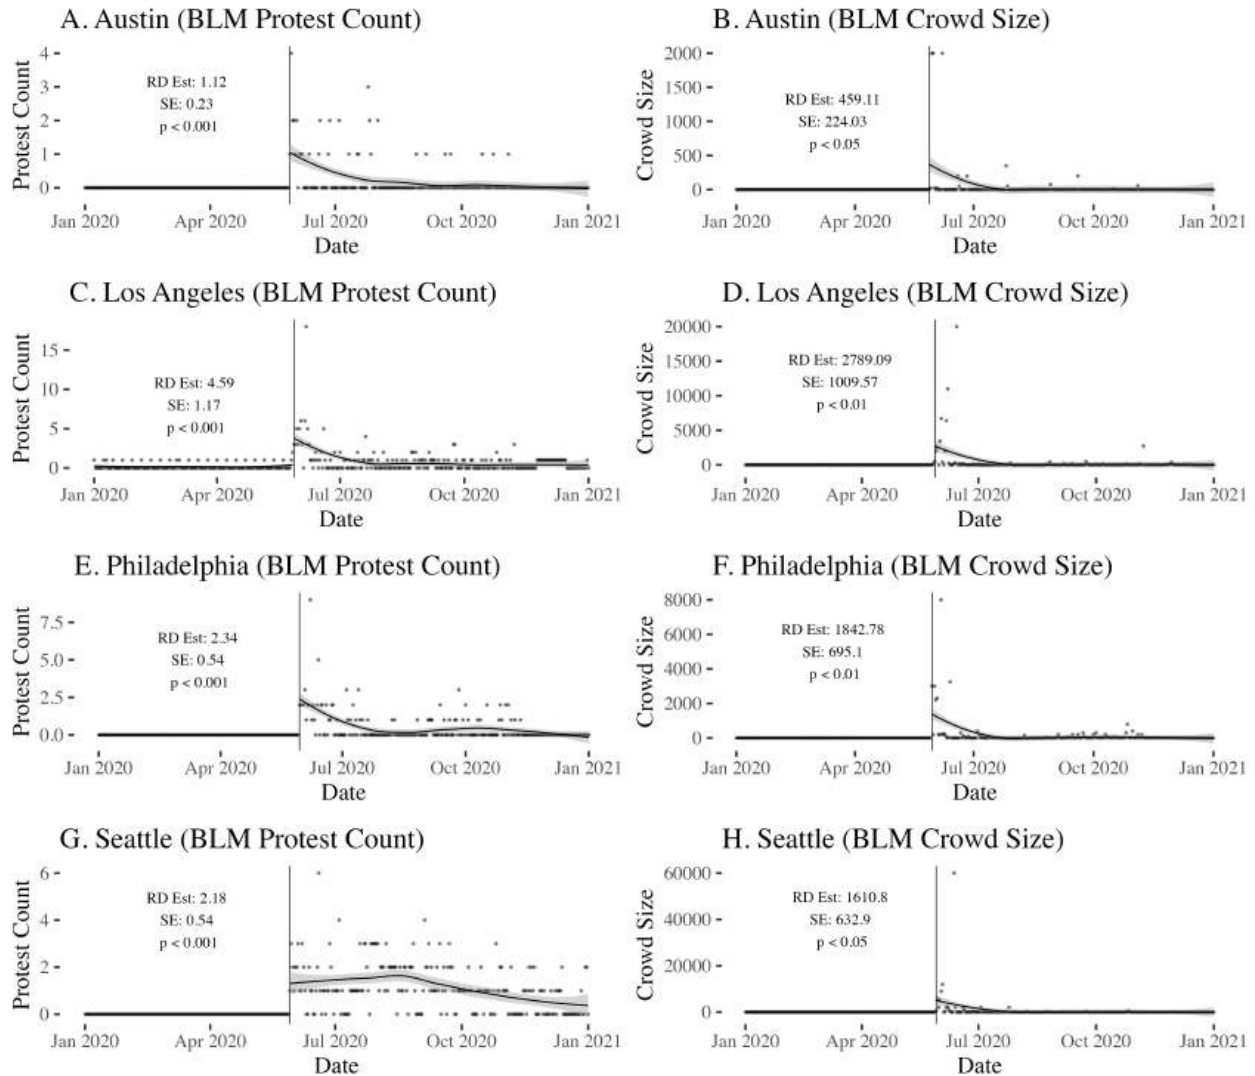 A. Austin (BLM Protest Count)
Protest Count
4
3
2
1
0
RD Est: 1.12
SE: 0.23
p < 0.001
Jan 2020 Apr 2020 Jul 2020 Oct 2020 Jan 2021
Date
B. Austin (BLM Crowd Size)
Crowd Size
2000
1500
1000
500
0
RD Est: 459.11
SE: 224.03
p < 0.05
Jan 2020 Apr 2020 Jul 2020 Oct 2020 Jan 2021
Date
C. Los Angeles (BLM Protest Count)
Protest Count
15
10
5
0
RD Est: 4.59
SE: 1.17
p < 0.001
Jan 2020 Apr 2020 Jul 2020 Oct 2020 Jan 2021
Date
D. Los Angeles (BLM Crowd Size)
Crowd Size
20000
15000
10000
5000
0
RD Est: 2789.09
SE: 1009.57
p < 0.01
Jan 2020 Apr 2020 Jul 2020 Oct 2020 Jan 2021
Date
E. Philadelphia (BLM Protest Count)
Protest Count
7.5
5.0
2.5
0.0
RD Est: 2.34
SE: 0.54
p < 0.001
Jan 2020 Apr 2020 Jul 2020 Oct 2020 Jan 2021
Date
F. Philadelphia (BLM Crowd Size)
Crowd Size
8000
6000
4000
2000
0
RD Est: 1842.78
SE: 695.1
p < 0.01
Jan 2020 Apr 2020 Jul 2020 Oct 2020 Jan 2021
Date
G. Seattle (BLM Protest Count)
Protest Count
6
4
2
0
RD Est: 2.18
SE: 0.54
p < 0.001
Jan 2020 Apr 2020 Jul 2020 Oct 2020 Jan 2021
Date
H. Seattle (BLM Crowd Size)
Crowd Size
60000
40000
20000
0
RD Est: 1610.8
SE: 632.9
p < 0.05
Jan 2020 Apr 2020 Jul 2020 Oct 2020 Jan 2021
Date